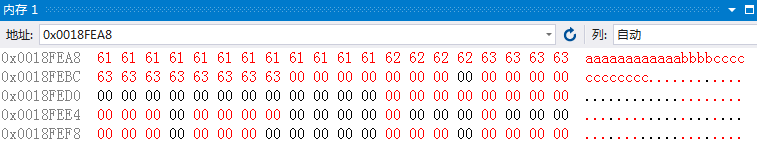 内存 1
地址: 0x0018FEA8 列: 自动
0x0018FEA8 61 61 61 61 61 61 61 61 61 61 61 61 62 62 62 62 63 63 63 63 aaaaaaaaaaaabbbbcccc
0x0018FEBC 63 63 63 63 63 63 63 63 00 00 00 00 00 00 00 00 00 00 00 00 cccccccc............
0x0018FED0 00 00 00 00 00 00 00 00 00 00 00 00 00 00 00 00 00 00 00 00 ....................
0x0018FEE4 00 00 00 00 00 00 00 00 00 00 00 00 00 00 00 00 00 00 00 00 ....................
0x0018FEF8 00 00 00 00 00 00 00 00 00 00 00 00 00 00 00 00 00 00 00 00 ....................